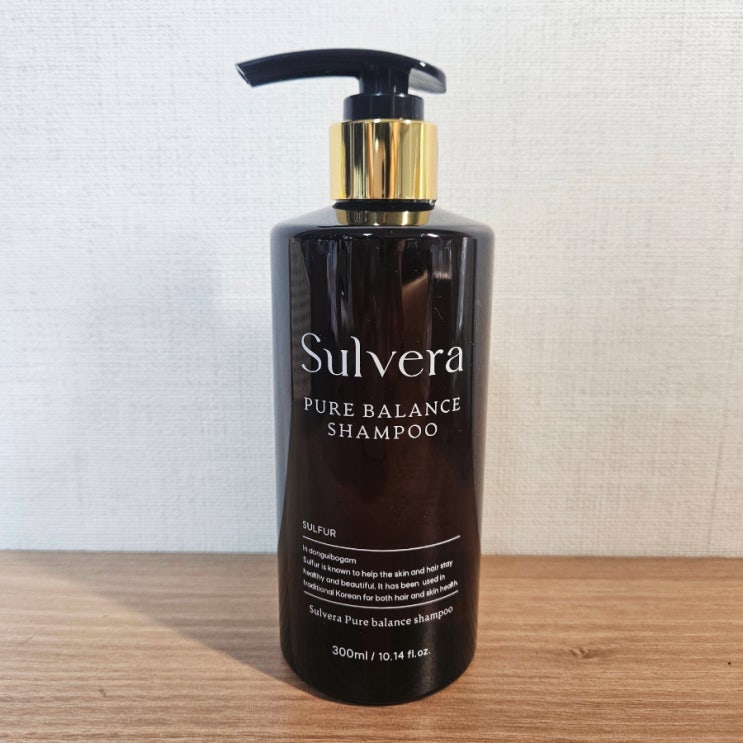 Sulvera
PURE BALANCE
SHAMPOO
SULFUR
In donguibogam
Sulfur is known to help the skin and hair stay
healthy and beautiful. It has been used in
traditional Korean for both hair and skin health.
Sulvera Pure balance shampoo
300ml / 10.14 fl.oz.